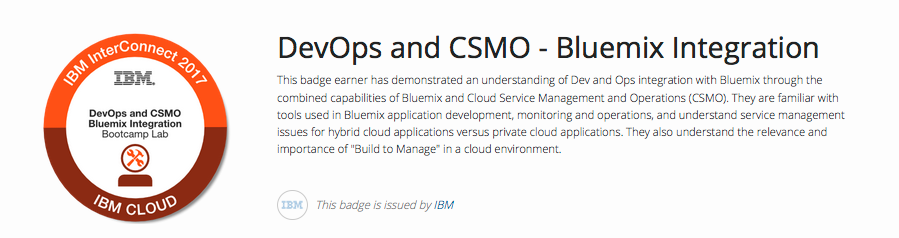 IBM InterConnect 2017
IBM
DevOps and CSMO
Bluemix Integration
Bootcamp Lab
IBM CLOUD
DevOps and CSMO - Bluemix Integration
This badge earner has demonstrated an understanding of Dev and Ops integration with Bluemix through the
combined capabilities of Bluemix and Cloud Service Management and Operations (CSMO). They are familiar with
tools used in Bluemix application development, monitoring and operations, and understand service management
issues for hybrid cloud applications versus private cloud applications. They also understand the relevance and
importance of "Build to Manage" in a cloud environment.
IBM This badge is issued by IBM